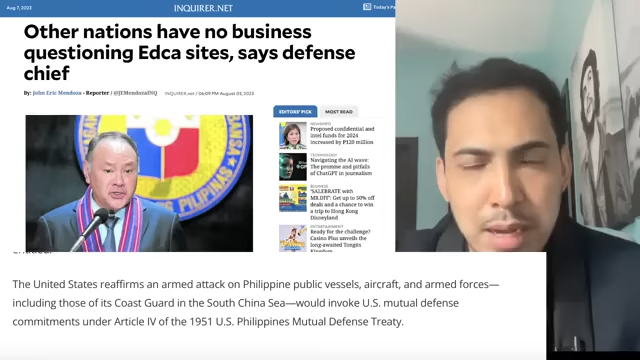 Aug 7, 2023
INQUIRER.NET
Today's Pa
Other nations have no business
questioning Edca sites, says defense
chief
By: John Eric Mendoza - Reporter / @JEMendozaINQ
INQUIRER.net / 06:09 PM August 03, 2023
EDITORS' PICK
MOST READ
Proposed confidential and
intel funds for 2024
increased by P120 million
TECHNOLOGY
Navigating the AI wave:
The promise and pitfalls
of ChatGPT in journalism
BUSINESS
'SALEBRATE with
MR.DIY: Get up to 50% off
deals and a chance to win
a trip to Hong Kong
Disneyland
ENTERTAINMENT
Ready for the challenge?
Casino Plus unveils the
long-awaited Tongits
PILIPINAS
The United States reaffirms an armed attack on Philippine public vessels, aircraft, and armed forces—
including those of its Coast Guard in the South China Sea—would invoke U.S. mutual defense
commitments under Article IV of the 1951 U.S. Philippines Mutual Defense Treaty.